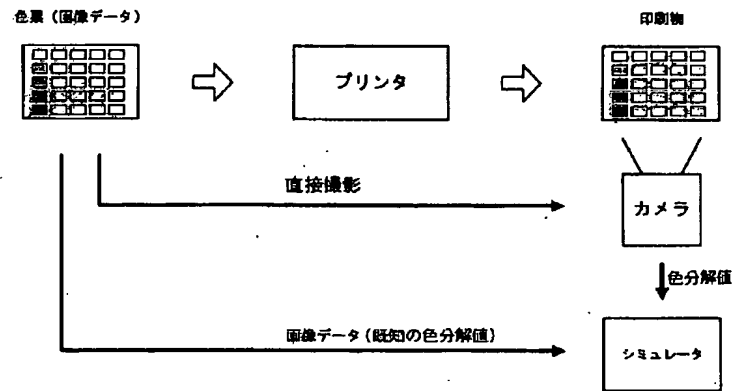 色票（画像データ）
印刷物
プリンタ
直接撮影
カメラ
色分解値
画像データ（既知の色分解値）
シミュレータ